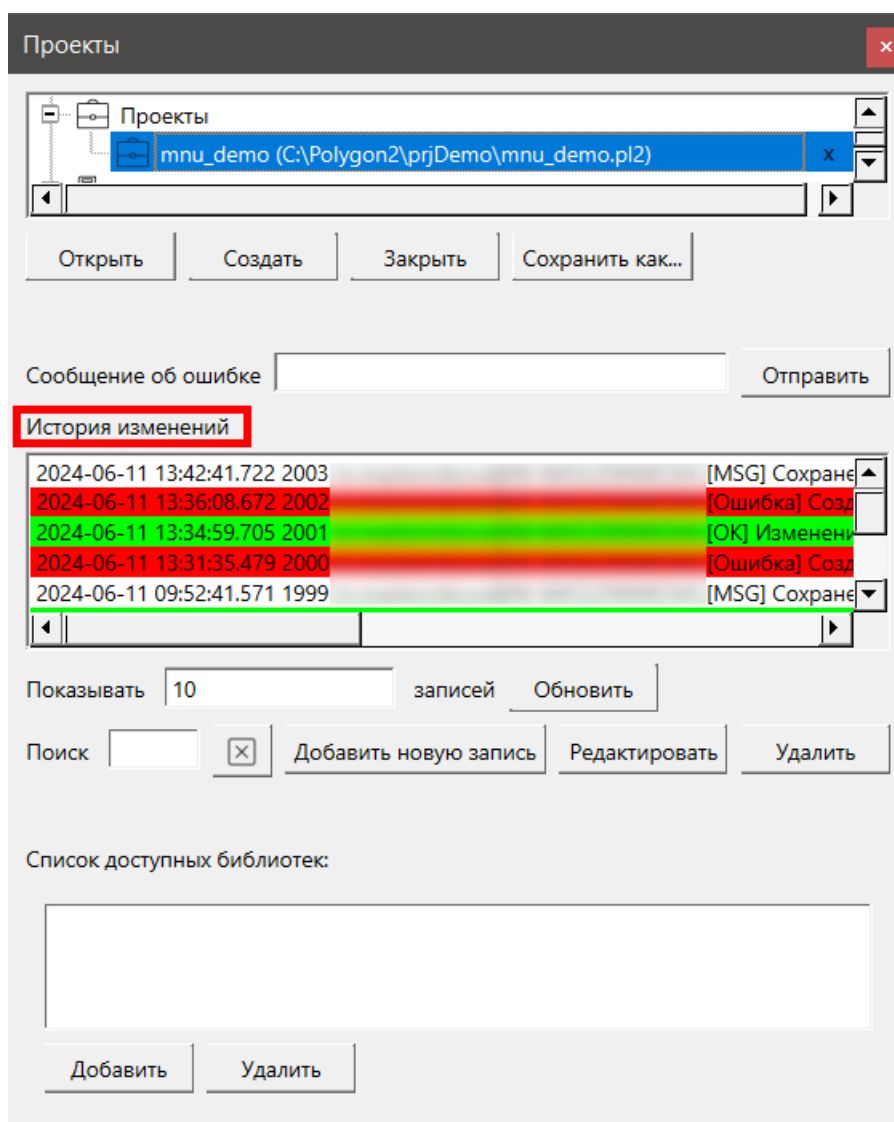 Проекты
x
Проекты
mnu_demo (C:\Polygon2\prjDemo\mnu_demo.pl2) x
Открыть Создать Закрыть Сохранить как...
Сообщение об ошибке Отправить
История изменений
2024-06-11 13:42:41.722 2003 [MSG] Сохране
2024-06-11 13:36:08.672 2002 [Ошибка] Созд
2024-06-11 13:34:59.705 2001 [OK] Изменени
2024-06-11 13:31:35.479 2000 [Ошибка] Созд
2024-06-11 09:52:41.571 1999 [MSG] Сохране
Показывать 10 записей Обновить
Поиск Добавить новую запись Редактировать Удалить
Список доступных библиотек:
Добавить Удалить